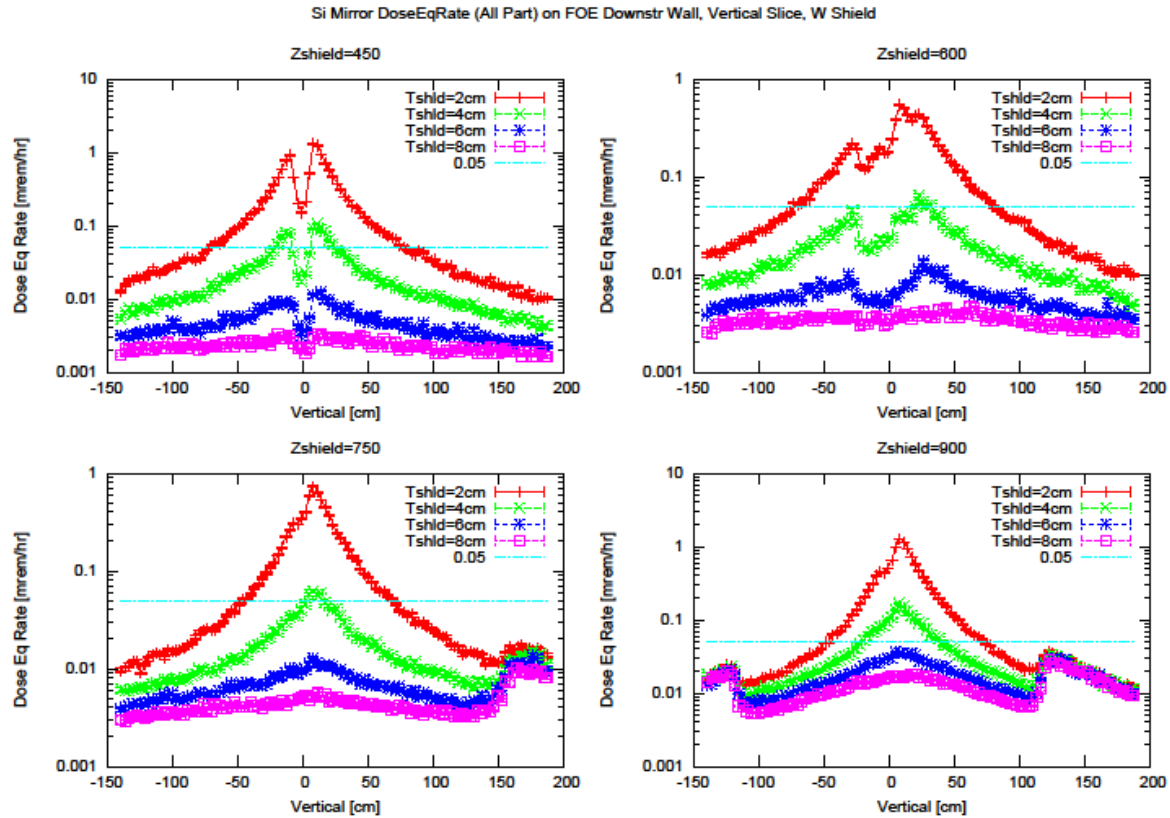 Si Mirror DoseEqRate (All Part) on FOE Downstr Wall, Vertical Slice, W Shield
Zshield=450
Dose Eq Rate [mrem/hr]
10
1
0.1
0.01
0.001
Tshld=2cm
Tshld=4cm
Tshld=6cm
Tshld=8cm
0.05
-150 -100 -50 0 50 100 150 200
Vertical [cm]
Zshield=600
Dose Eq Rate [mrem/hr]
1
0.1
0.01
0.001
Tshld=2cm
Tshld=4cm
Tshld=6cm
Tshld=8cm
0.05
-150 -100 -50 0 50 100 150 200
Vertical [cm]
Zshield=750
Dose Eq Rate [mrem/hr]
1
0.1
0.01
0.001
Tshld=2cm
Tshld=4cm
Tshld=6cm
Tshld=8cm
0.05
-150 -100 -50 0 50 100 150 200
Vertical [cm]
Zshield=900
Dose Eq Rate [mrem/hr]
10
1
0.1
0.01
0.001
Tshld=2cm
Tshld=4cm
Tshld=6cm
Tshld=8cm
0.05
-150 -100 -50 0 50 100 150 200
Vertical [cm]